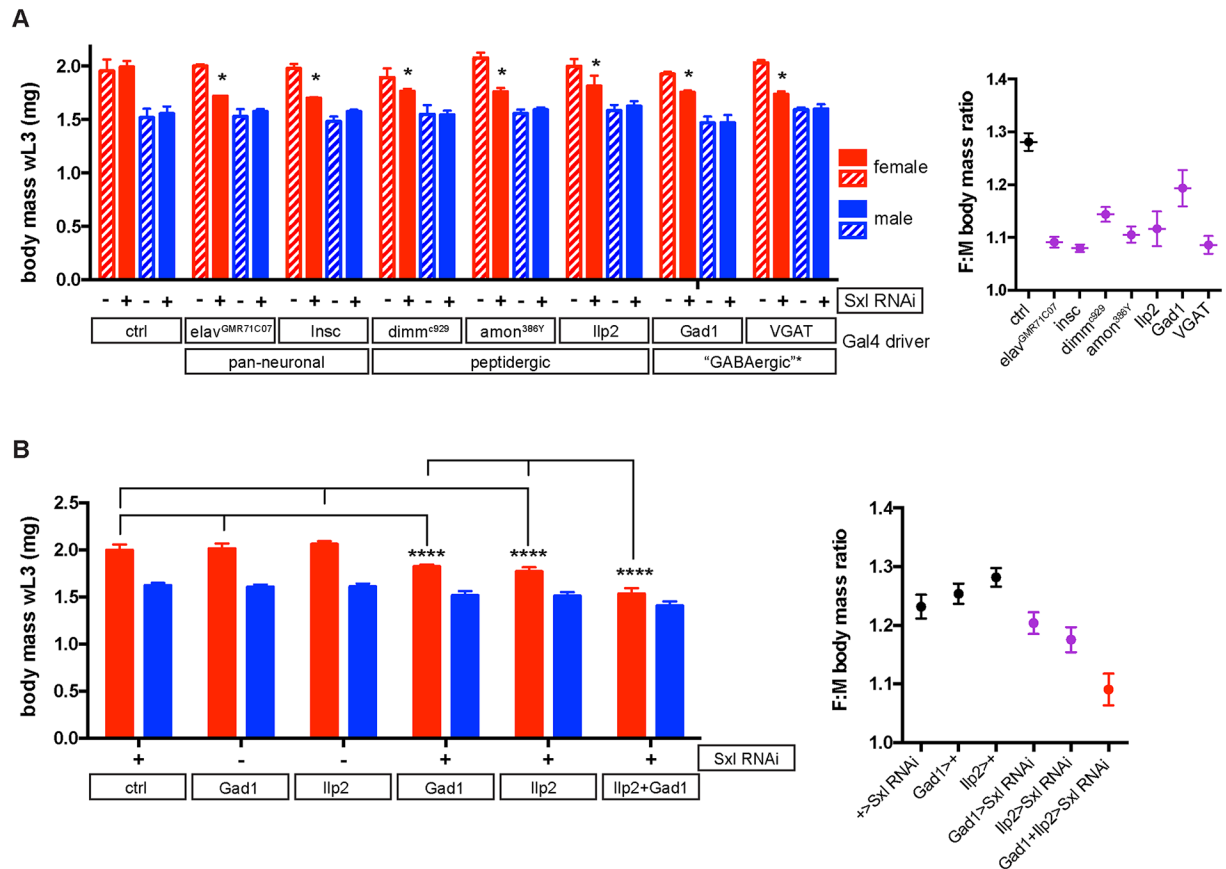 A
body mass wL3 (mg)
2.0
1.5
1.0
0.5
0.0
* * * * * * *
female
male
- + - + - + - + - + - + - + - + - + - + - + - + - + - + - + - +
Sxl RNAi
ctrl elav^GMR71C07 Insc dimm^c929 amon^386Y Ilp2 Gad1 VGAT
Gal4 driver
pan-neuronal peptidergic “GABAergic”*
F:M body mass ratio
1.4
1.3
1.2
1.1
1.0
ctrl
elav^GMR71C07
insc
dimm^c929
amon^386Y
Ilp2
Gad1
VGAT
B
body mass wL3 (mg)
2.5
2.0
1.5
1.0
0.5
0.0
**** **** ****
+ - - + + +
Sxl RNAi
ctrl Gad1 Ilp2 Gad1 Ilp2 Ilp2+Gad1
F:M body mass ratio
1.4
1.3
1.2
1.1
1.0
+>Sxl RNAi
Gad1>+
Ilp2>+
Gad1>Sxl RNAi
Ilp2>Sxl RNAi
Gad1+Ilp2>Sxl RNAi